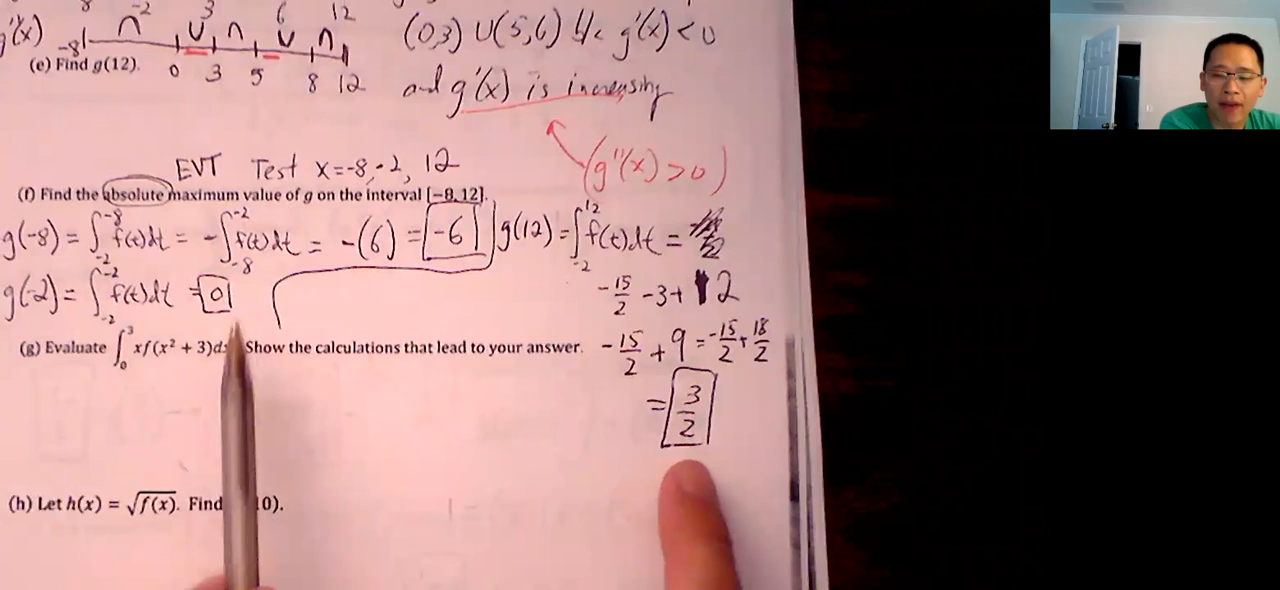 g''(x) -8 -2 3 6 12
-8 0 3 5 8 12
(0,3) ∪ (5,6) b/c g'(x) < 0
and g'(x) is increasing
(e) Find g(12).
(g''(x) > 0)
EVT Test x = -8, -2, 12
(f) Find the absolute maximum value of g on the interval [−8,12].
g(-8) = ∫_{-2}^{-8} f(t)dt = -∫_{-8}^{-2} f(t)dt = -(6) = -6
g(12) = ∫_{-2}^{12} f(t)dt =
-15/2 - 3 + 12
-15/2 + 9 = -15/2 + 18/2
= 3/2
g(-2) = ∫_{-2}^{-2} f(t)dt = 0
(g) Evaluate ∫_0^3 xf(x² + 3)d Show the calculations that lead to your answer.
(h) Let h(x) = √f(x). Find 0).